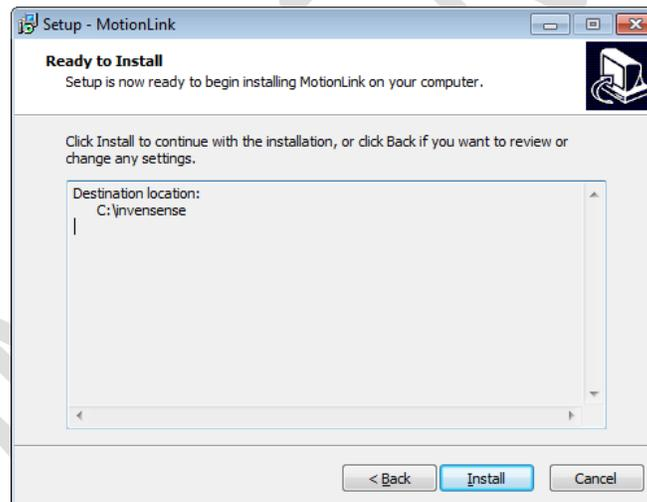 Setup - MotionLink
Ready to Install
Setup is now ready to begin installing MotionLink on your computer.
Click Install to continue with the installation, or click Back if you want to review or
change any settings.
Destination location:
C:\invensense
< Back
Install
Cancel